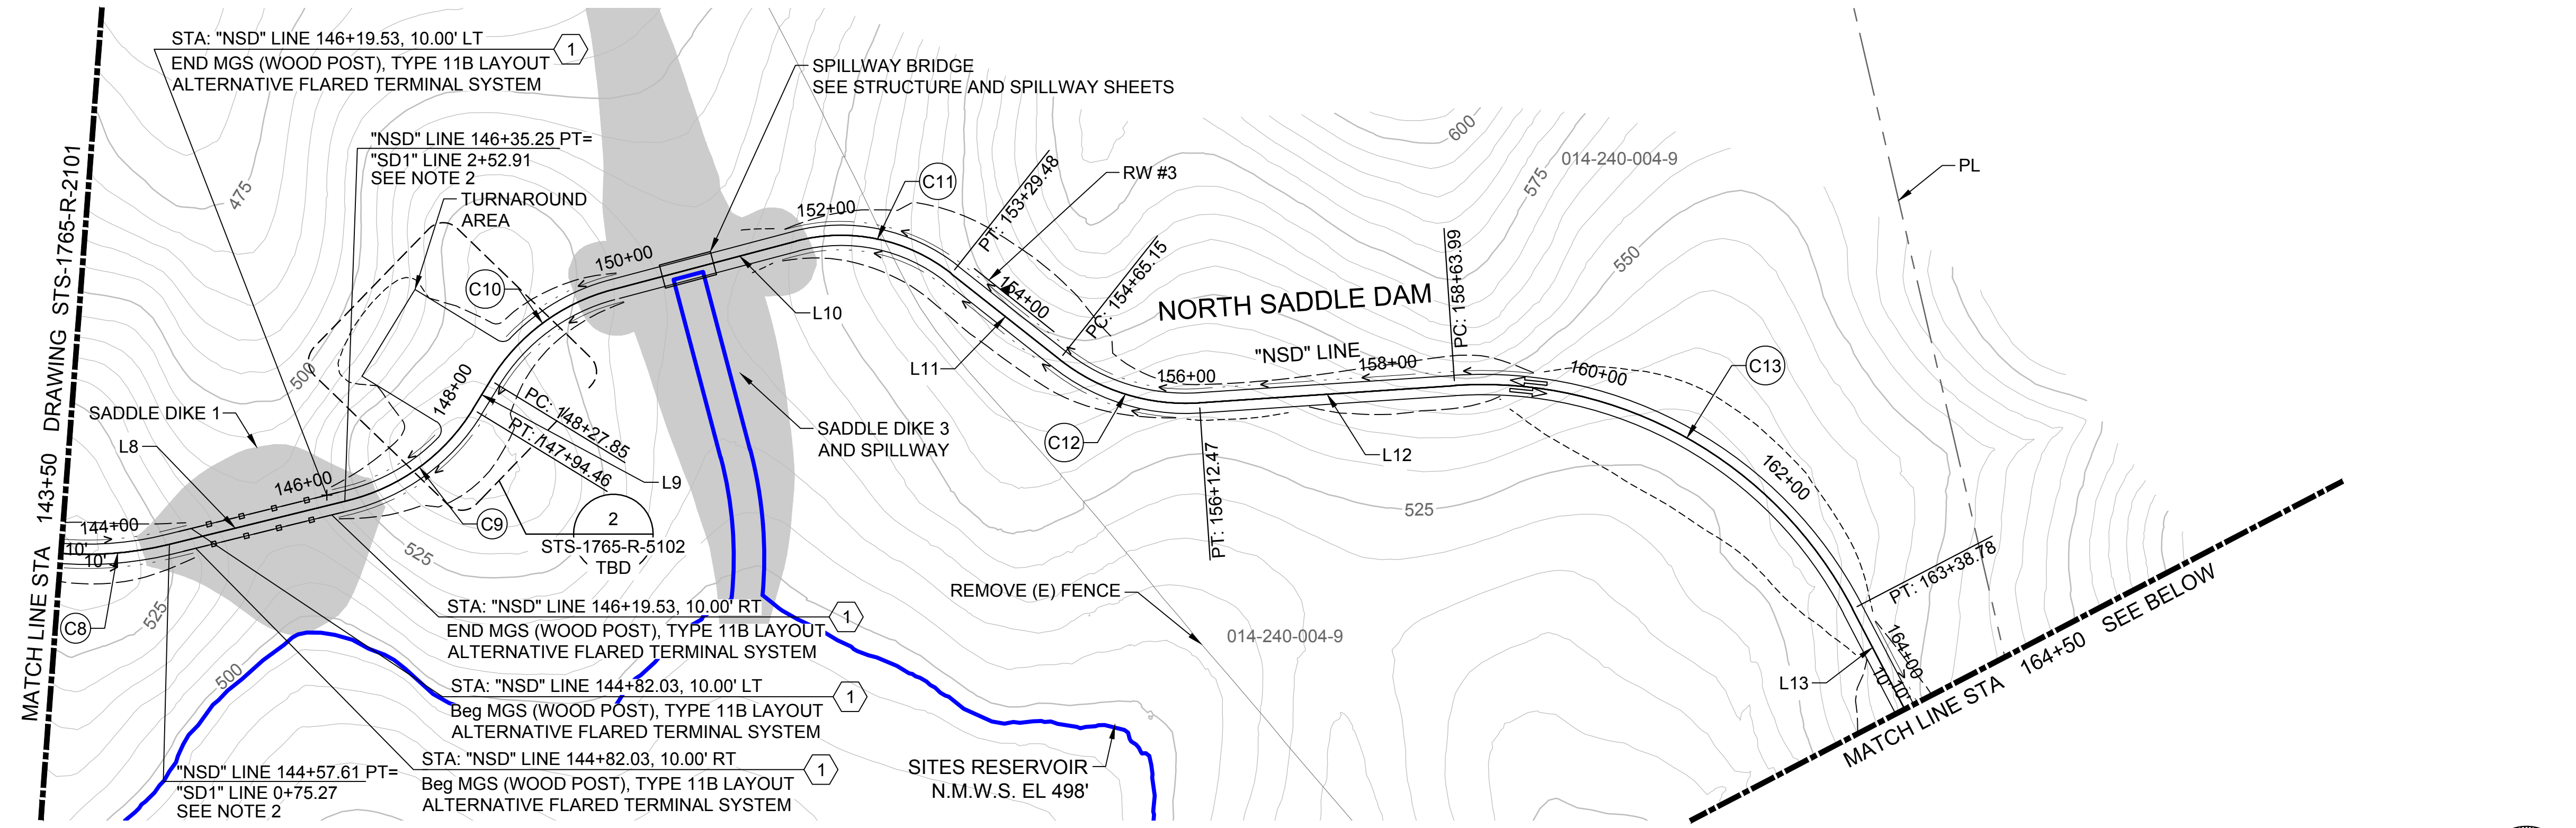 STA: "NSD" LINE 146+19.53, 10.00' LT
1
END MGS (WOOD POST), TYPE 11B LAYOUT
ALTERNATIVE FLARED TERMINAL SYSTEM
SPILLWAY BRIDGE
SEE STRUCTURE AND SPILLWAY SHEETS
"NSD" LINE 146+35.25 PT=
"SD1" LINE 2+52.91
SEE NOTE 2
TURNAROUND
AREA
MATCH LINE STA 143+50 DRAWING STS-1765-R-2101
475
500
C10
150+00
152+00
C11
PT: 153+29.48
RW #3
154+00
PC: 154+65.15
L10
L11
NORTH SADDLE DAM
"NSD" LINE
156+00
158+00
PC: 158+63.99
160+00
C13
600
575
550
014-240-004-9
PL
SADDLE DIKE 1
L8
146+00
148+00
PC: 148+27.85
PT: 147+94.46
L9
SADDLE DIKE 3
AND SPILLWAY
C12
L12
PT: 156+12.47
162+00
525
144+00
10'
10'
C8
525
C9
525
2
STS-1765-R-5102
TBD
500
STA: "NSD" LINE 146+19.53, 10.00' RT
1
END MGS (WOOD POST), TYPE 11B LAYOUT
ALTERNATIVE FLARED TERMINAL SYSTEM
STA: "NSD" LINE 144+82.03, 10.00' LT
1
Beg MGS (WOOD POST), TYPE 11B LAYOUT
ALTERNATIVE FLARED TERMINAL SYSTEM
STA: "NSD" LINE 144+82.03, 10.00' RT
1
Beg MGS (WOOD POST), TYPE 11B LAYOUT
ALTERNATIVE FLARED TERMINAL SYSTEM
"NSD" LINE 144+57.61 PT=
"SD1" LINE 0+75.27
SEE NOTE 2
REMOVE (E) FENCE
014-240-004-9
SITES RESERVOIR
N.M.W.S. EL 498'
PT: 163+38.78
164+00
L13
10'
10'
MATCH LINE STA 164+50 SEE BELOW